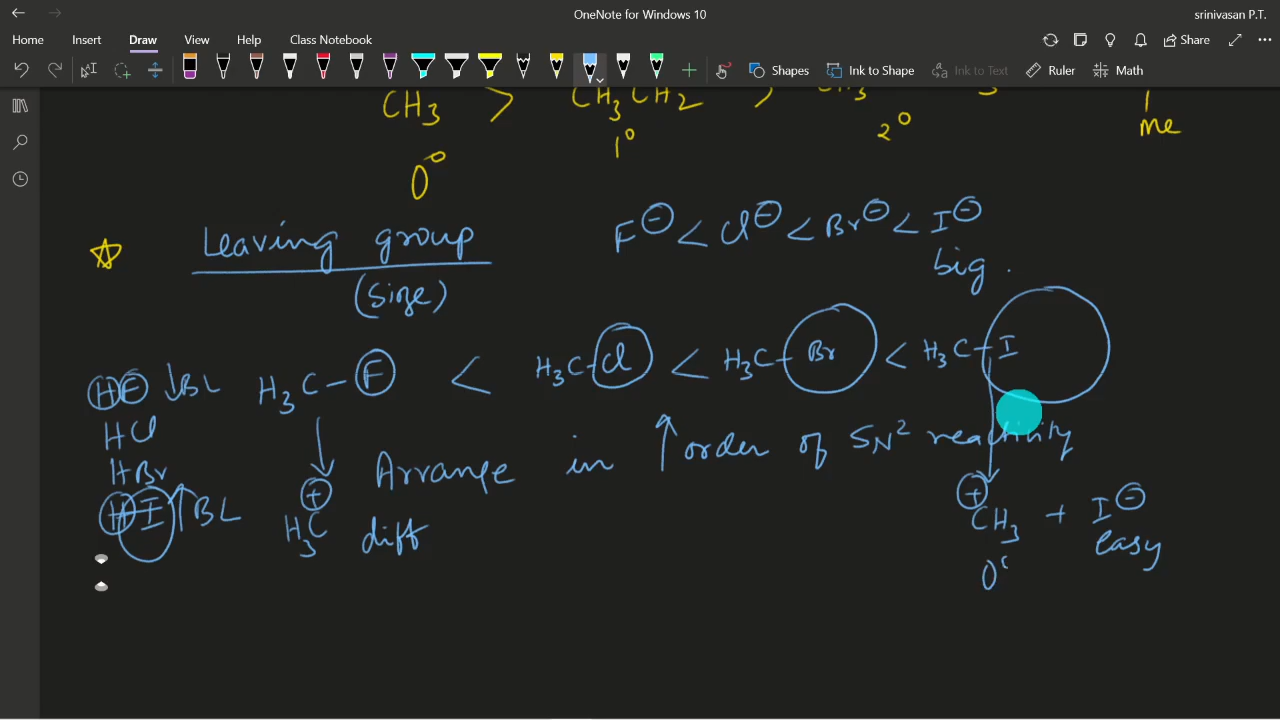 OneNote for Windows 10
srinivasan P.T.
Home Insert Draw View Help Class Notebook
Share
Shapes Ink to Shape Ink to Text Ruler Math
CH3 > CH3CH2 >
0° 1° 2° me
Leaving group
(Size)
F⊖ < Cl⊖ < Br⊖ < I⊖
big.
H3C-F < H3C-Cl < H3C-Br < H3C-I
HF ↓BL
HCl
HBr
HI ↑BL
Arrange in ↑ order of SN2 reactivity
⊕
H3C diff
⊕
CH3 + I⊖
0° easy